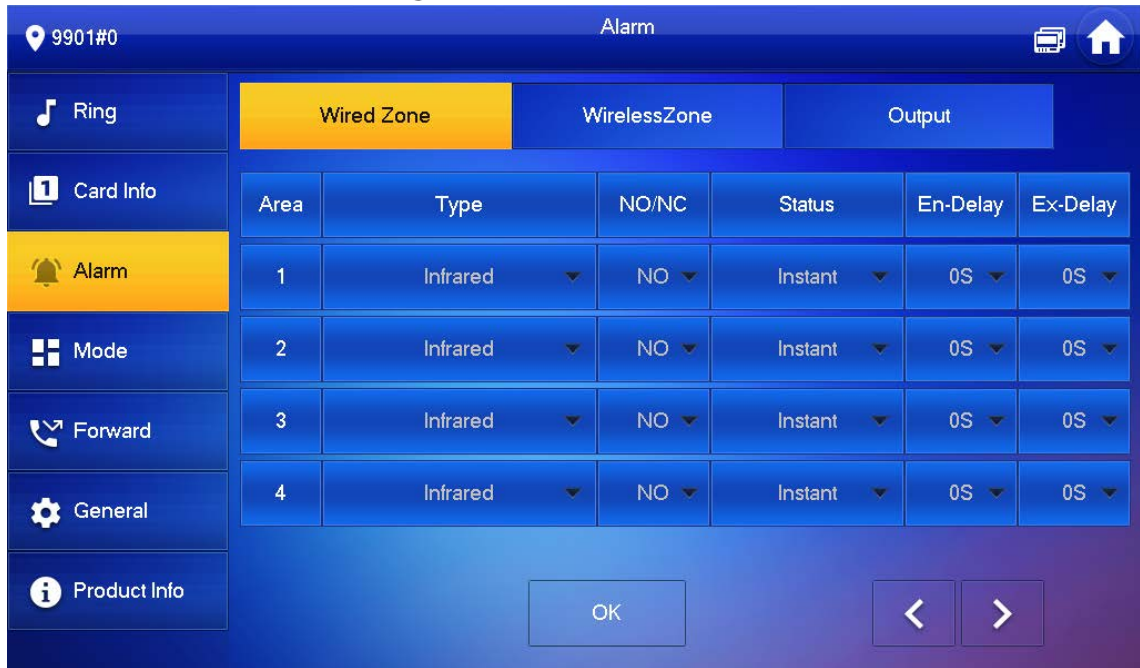 9901#0 Alarm
Ring
Card Info
Alarm
Mode
Forward
General
Product Info
Wired Zone WirelessZone Output
Area Type NO/NC Status En-Delay Ex-Delay
1 Infrared NO Instant 0S 0S
2 Infrared NO Instant 0S 0S
3 Infrared NO Instant 0S 0S
4 Infrared NO Instant 0S 0S
OK